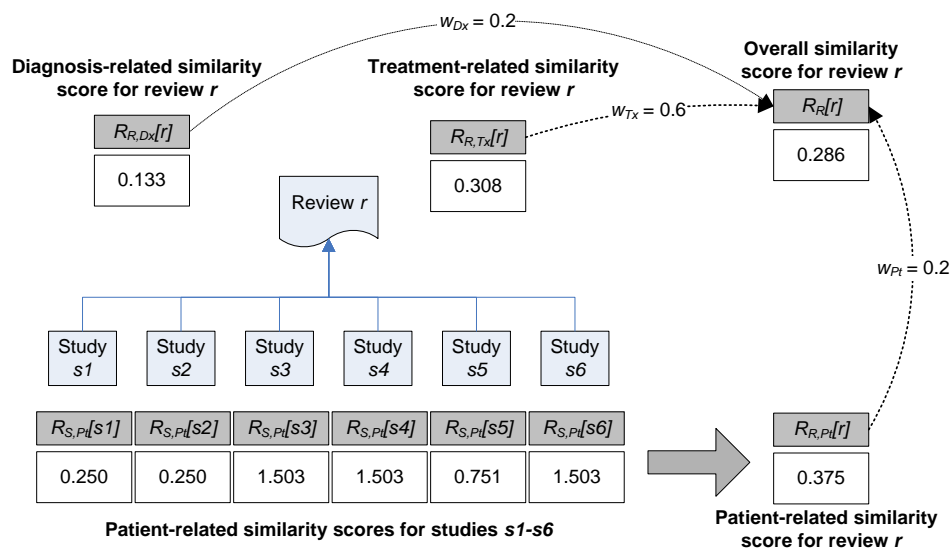 w_Dx = 0.2
Diagnosis-related similarity
score for review r
Treatment-related similarity
score for review r
Overall similarity
score for review r
R_R,Dx[r]
0.133
R_R,Tx[r]
0.308
w_Tx = 0.6
R_R[r]
0.286
Review r
w_Pt = 0.2
Study
s1
Study
s2
Study
s3
Study
s4
Study
s5
Study
s6
R_S,Pt[s1]
R_S,Pt[s2]
R_S,Pt[s3]
R_S,Pt[s4]
R_S,Pt[s5]
R_S,Pt[s6]
0.250
0.250
1.503
1.503
0.751
1.503
R_R,Pt[r]
0.375
Patient-related similarity scores for studies s1-s6
Patient-related similarity
score for review r